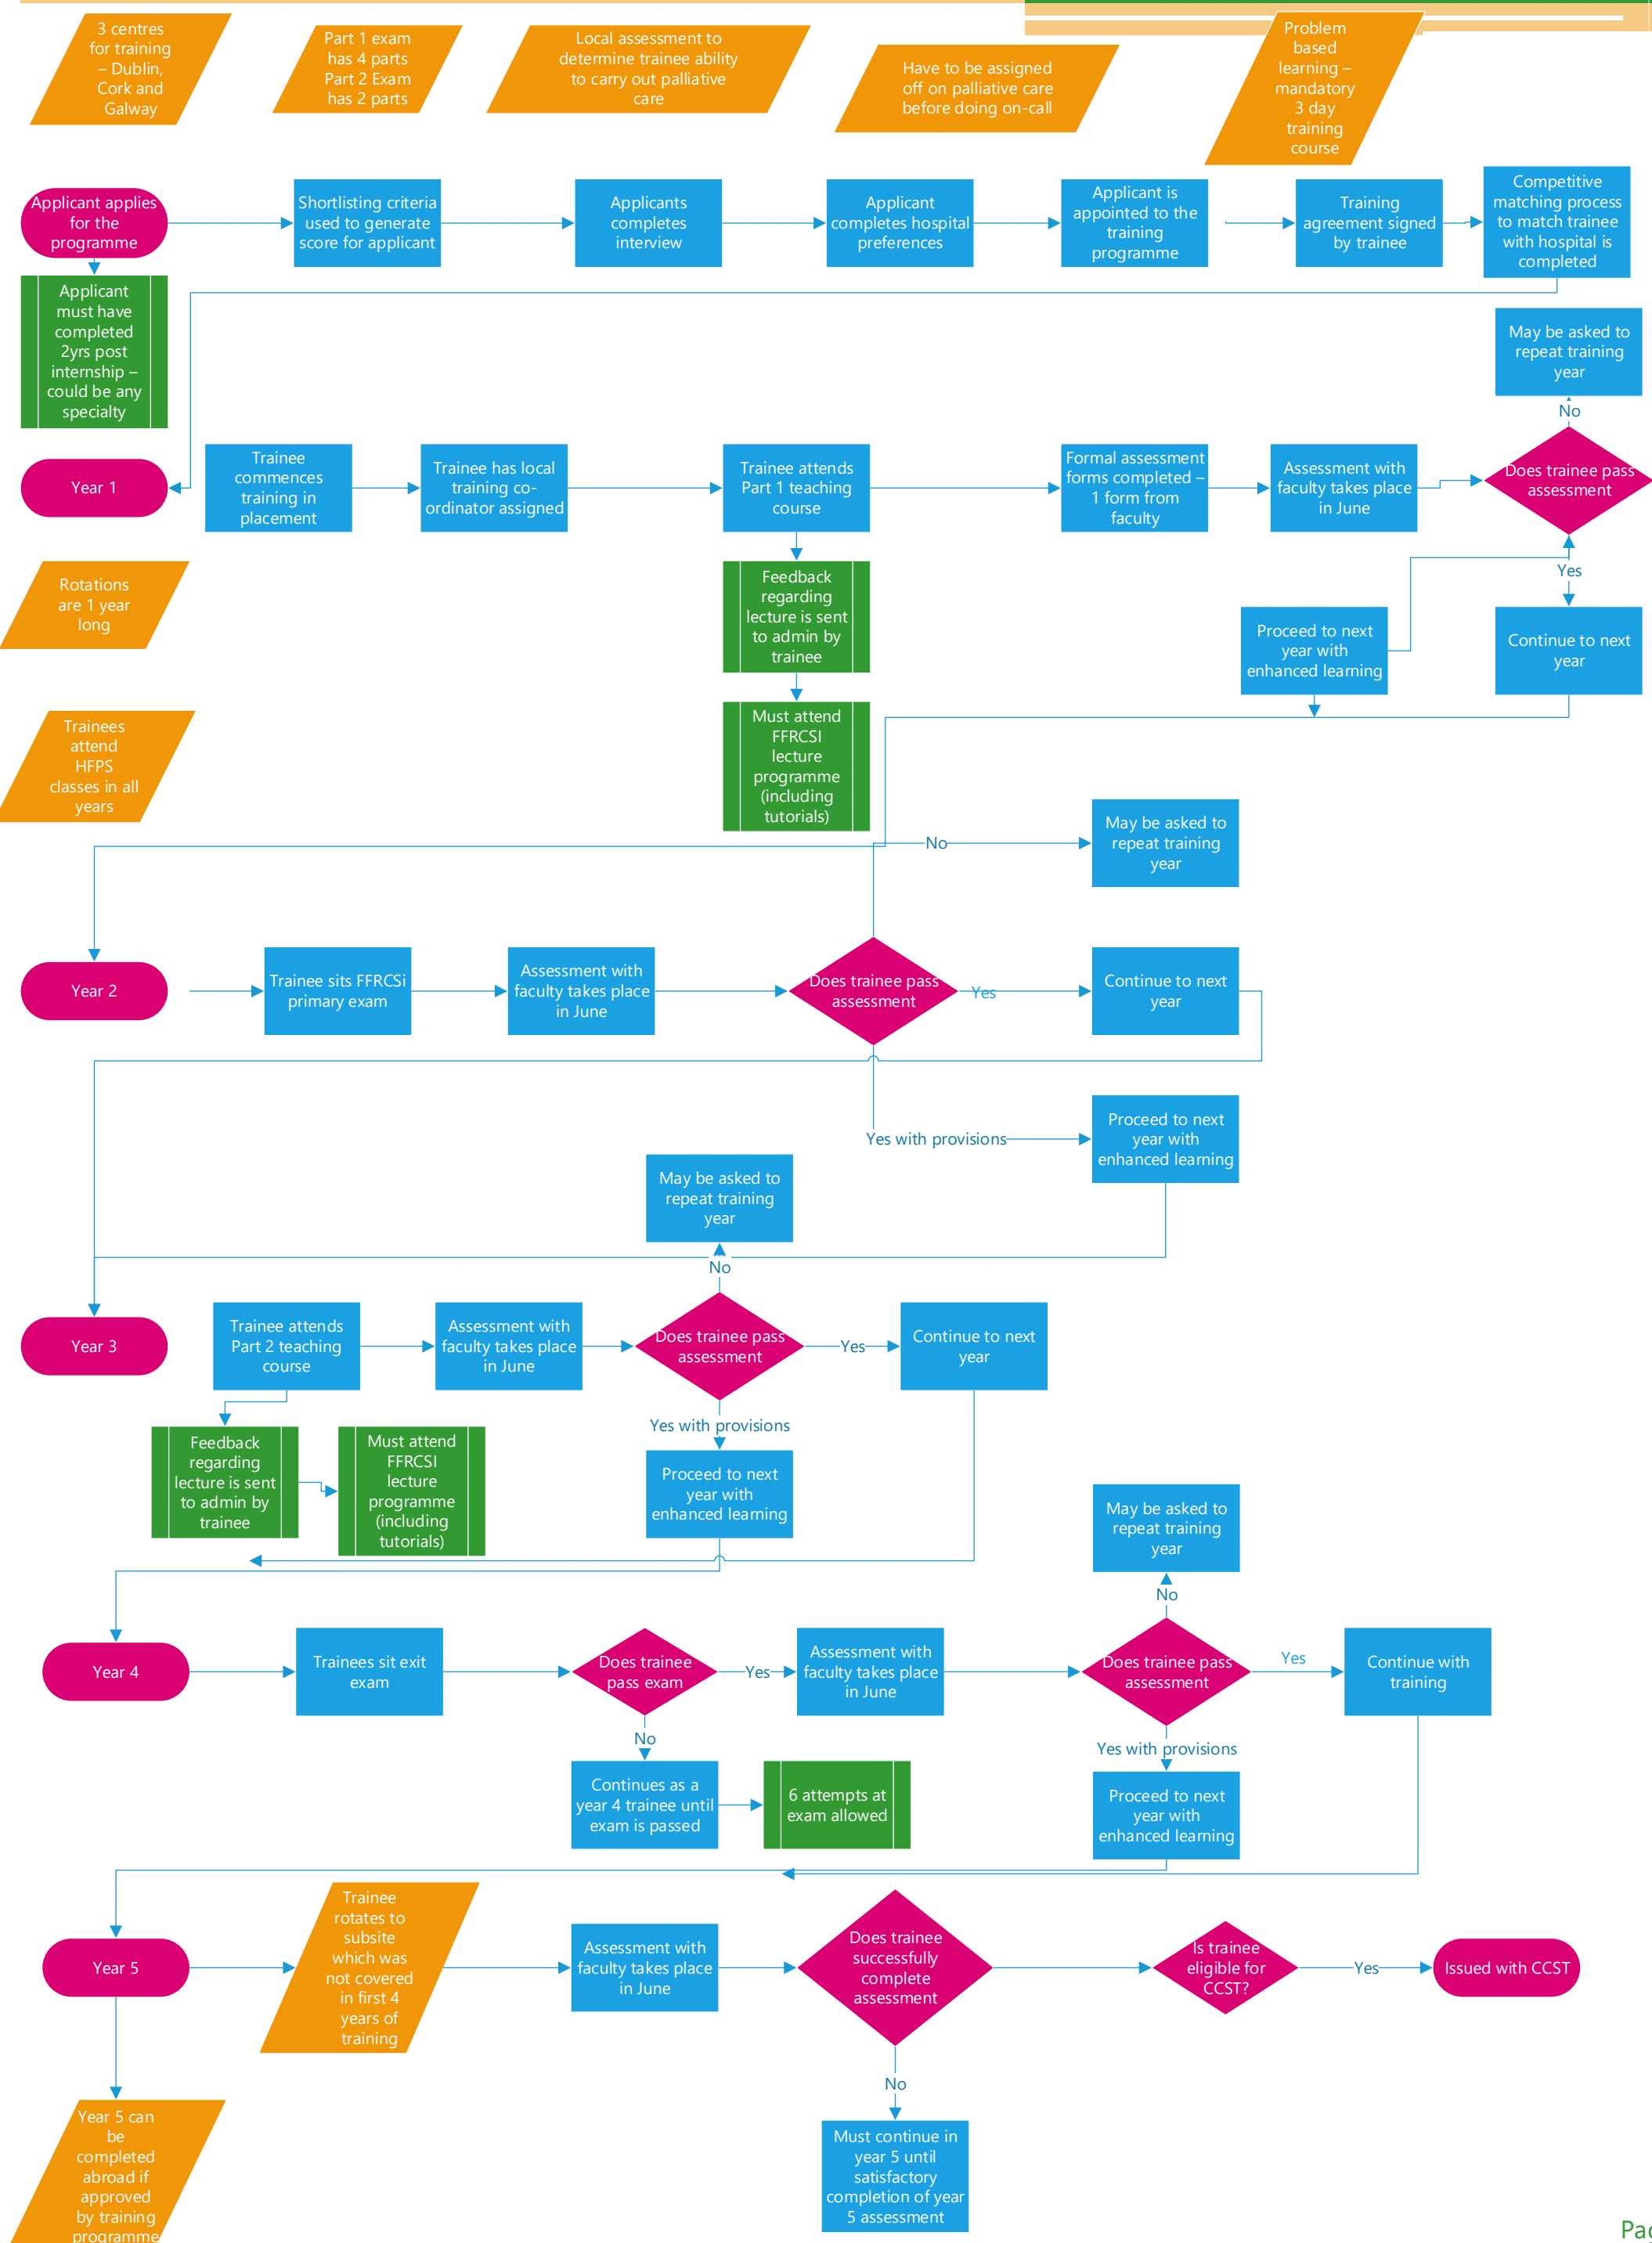 3 centres
for training
– Dublin,
Cork and
Galway
Part 1 exam
has 4 parts
Part 2 Exam
has 2 parts
Local assessment to
determine trainee ability
to carry out palliative
care
Have to be assigned
off on palliative care
before doing on-call
Problem
based
learning –
mandatory
3 day
training
course
Applicant applies
for the
programme
Shortlisting criteria
used to generate
score for applicant
Applicants
completes
interview
Applicant
completes hospital
preferences
Applicant is
appointed to the
training
programme
Training
agreement signed
by trainee
Competitive
matching process
to match trainee
with hospital is
completed
Applicant
must have
completed
2yrs post
internship –
could be any
specialty
May be asked to
repeat training
year
No
Year 1
Trainee
commences
training in
placement
Trainee has local
training co-
ordinator assigned
Trainee attends
Part 1 teaching
course
Formal assessment
forms completed –
1 form from
faculty
Assessment with
faculty takes place
in June
Does trainee pass
assessment
Yes
Rotations
are 1 year
long
Feedback
regarding
lecture is sent
to admin by
trainee
Proceed to next
year with
enhanced learning
Continue to next
year
Trainees
attend
HFPS
classes in all
years
Must attend
FFRCSI
lecture
programme
(including
tutorials)
No
May be asked to
repeat training
year
Year 2
Trainee sits FFRCSi
primary exam
Assessment with
faculty takes place
in June
Does trainee pass
assessment
Yes
Continue to next
year
Yes with provisions
Proceed to next
year with
enhanced learning
May be asked to
repeat training
year
No
Year 3
Trainee attends
Part 2 teaching
course
Assessment with
faculty takes place
in June
Does trainee pass
assessment
Yes
Continue to next
year
Yes with provisions
Feedback
regarding
lecture is sent
to admin by
trainee
Must attend
FFRCSI
lecture
programme
(including
tutorials)
Proceed to next
year with
enhanced learning
May be asked to
repeat training
year
No
Year 4
Trainees sit exit
exam
Does trainee
pass exam
Yes
Assessment with
faculty takes place
in June
Does trainee pass
assessment
Yes
Continue with
training
No
Yes with provisions
Continues as a
year 4 trainee until
exam is passed
6 attempts at
exam allowed
Proceed to next
year with
enhanced learning
Year 5
Trainee
rotates to
subsite
which was
not covered
in first 4
years of
training
Assessment with
faculty takes place
in June
Does trainee
successfully
complete
assessment
Is trainee
eligible for
CCST?
Yes
Issued with CCST
No
Year 5 can
be
completed
abroad if
approved
by training
programme
Must continue in
year 5 until
satisfactory
completion of year
5 assessment